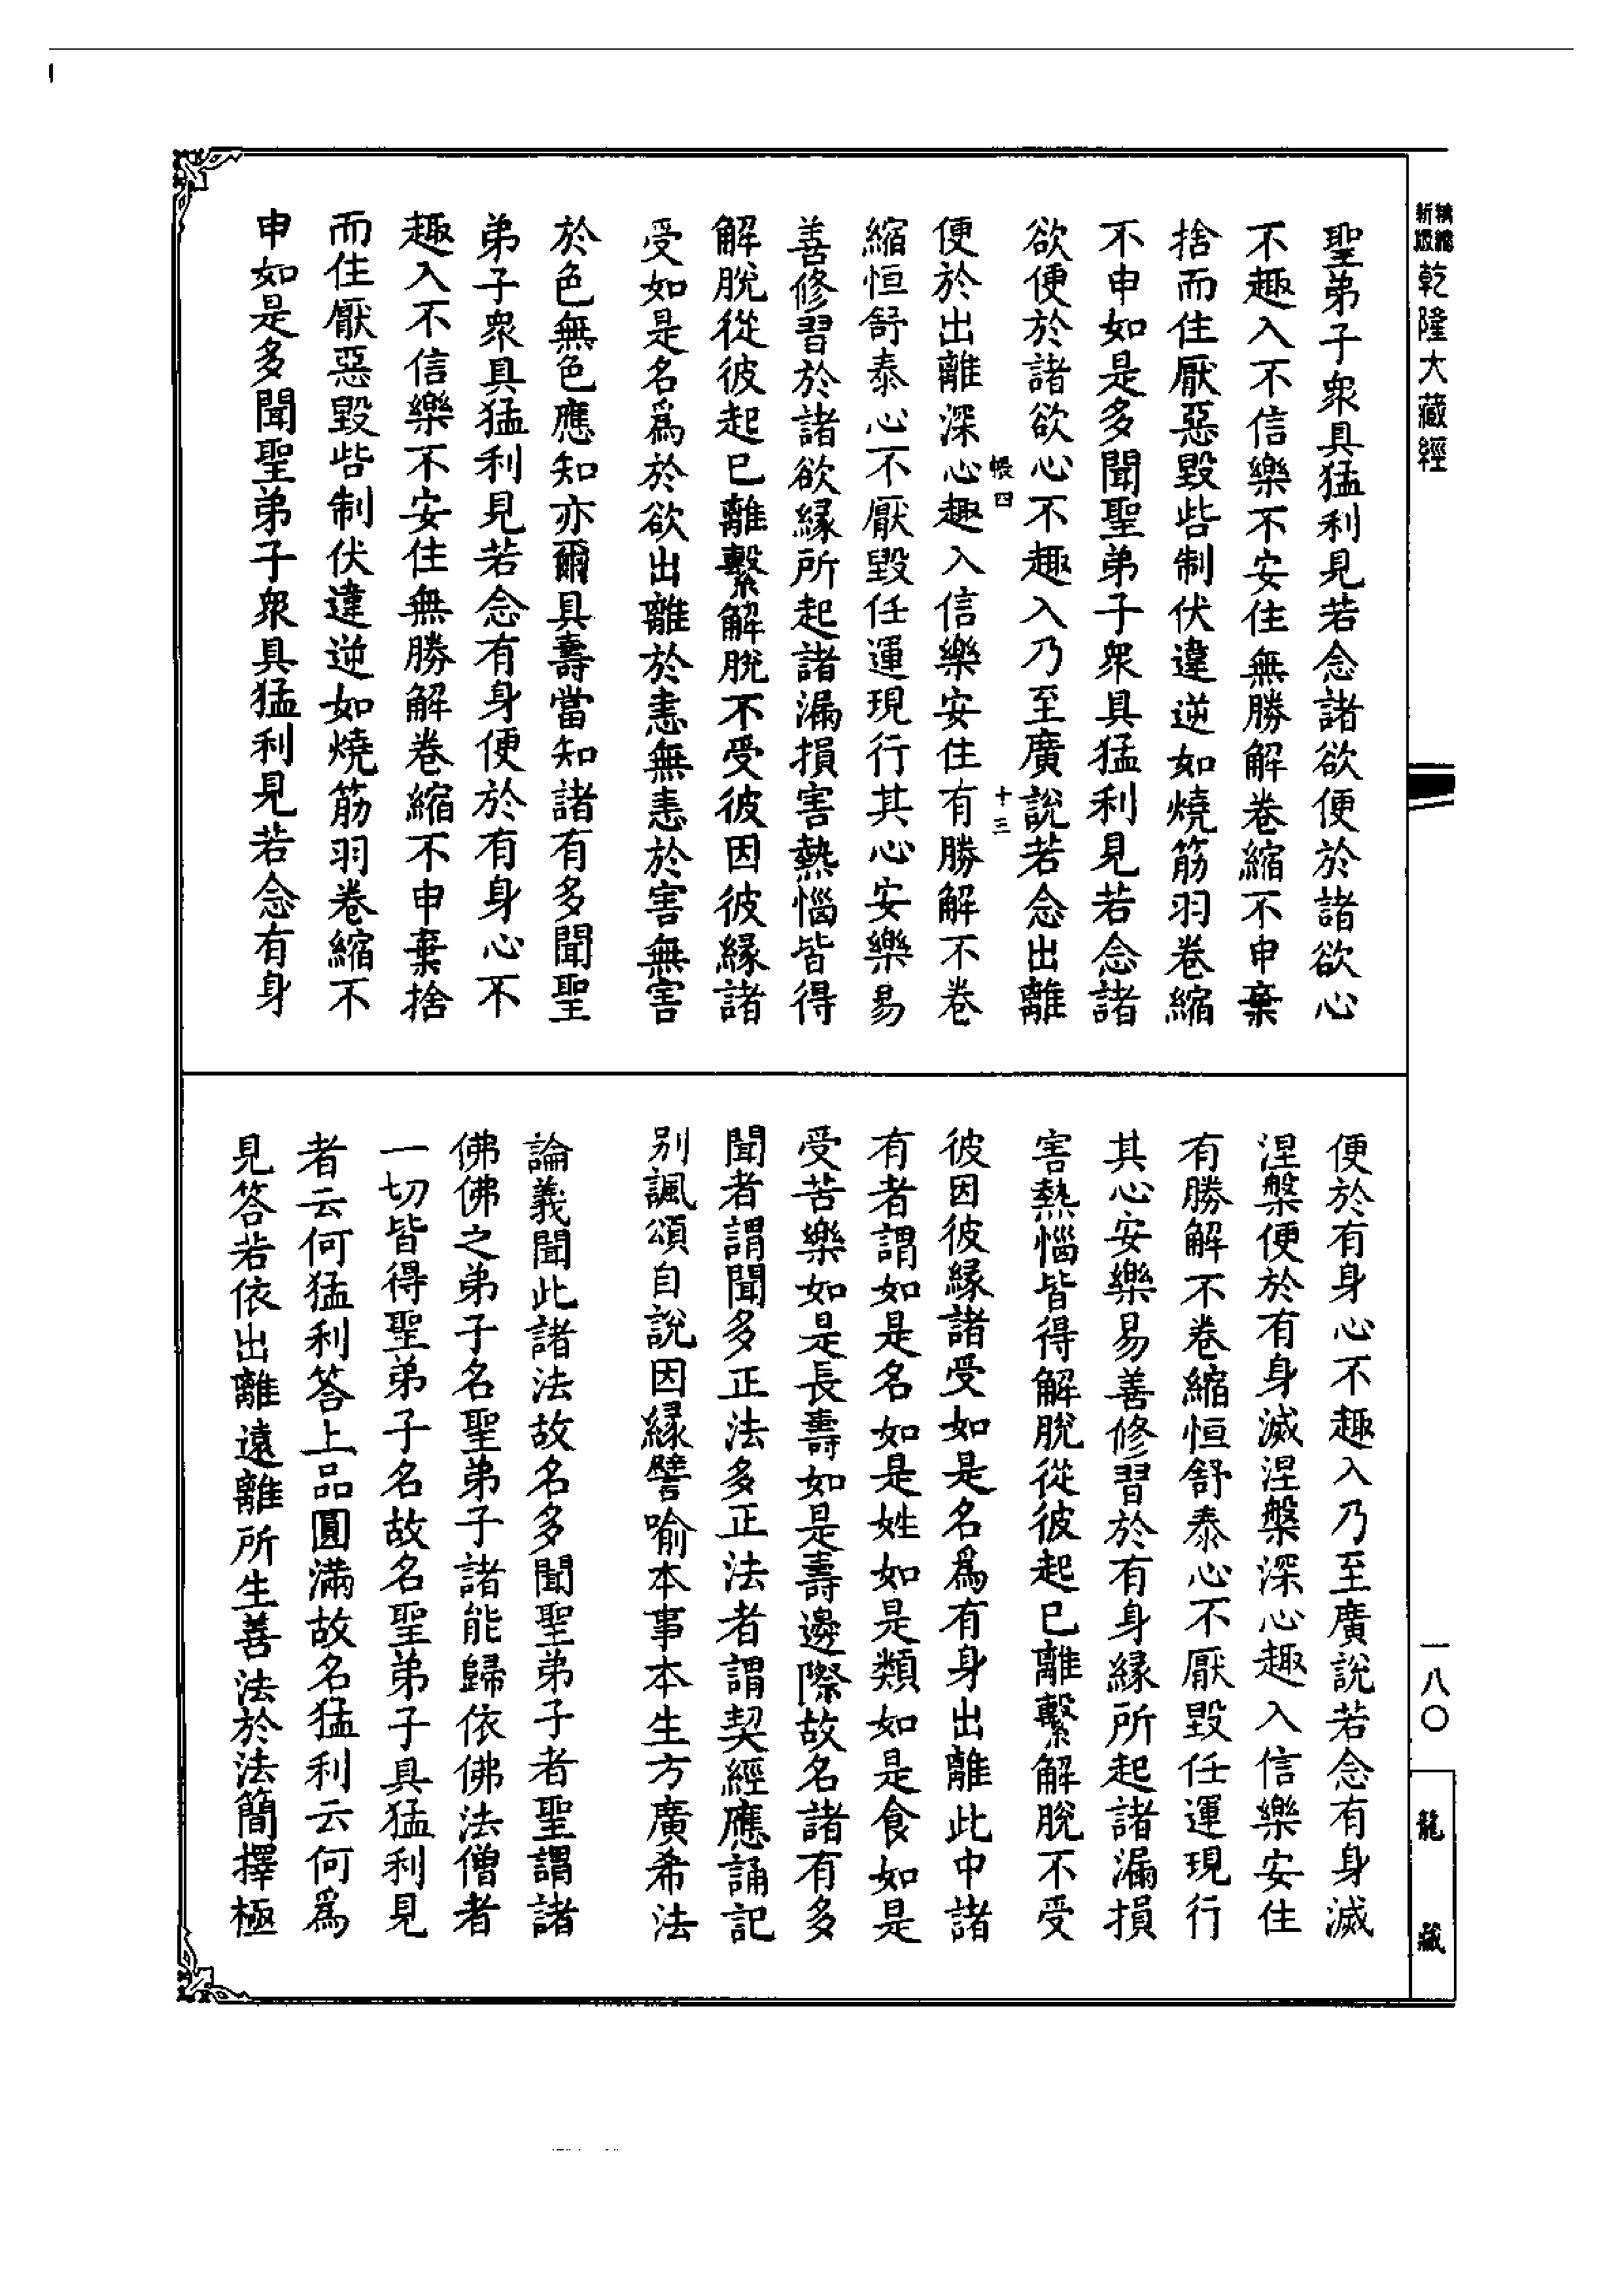 新版
精縮
乾隆大藏經
聖弟子衆具猛利見若念諸欲便於諸欲心
不趣入不信樂不安住無勝解卷縮不申棄
捨而住厭惡毀呰制伏違逆如燒筋羽卷縮
不申如是多聞聖弟子衆具猛利見若念諸
欲便於諸欲心不趣入乃至廣說若念出離
帳四
十三
便於出離深心趣入信樂安住有勝解不卷
縮恒舒泰心不厭毀任運現行其心安樂易
善修習於諸欲緣所起諸漏損害熱惱皆得
解脫從彼起已離繫解脫不受彼因彼緣諸
受如是名爲於欲出離於恚無恚於害無害
於色無色應知亦爾具壽當知諸有多聞聖
弟子衆具猛利見若念有身便於有身心不
趣入不信樂不安住無勝解卷縮不申棄捨
而住厭惡毀呰制伏違逆如燒筋羽卷縮不
申如是多聞聖弟子衆具猛利見若念有身
便於有身心不趣入乃至廣說若念有身滅
涅槃便於有身滅涅槃深心趣入信樂安住
有勝解不卷縮恒舒泰心不厭毀任運現行
其心安樂易善修習於有身緣所起諸漏損
害熱惱皆得解脫從彼起已離繫解脫不受
彼因彼緣諸受如是名爲有身出離此中諸
有者謂如是名如是姓如是類如是食如是
受苦樂如是長壽如是壽邊際故名諸有多
聞者謂聞多正法多正法者謂契經應誦記
別諷頌自說因緣譬喻本事本生方廣希法
論義聞此諸法故名多聞聖弟子者聖謂諸
佛佛之弟子名聖弟子諸能歸依佛法僧者
一切皆得聖弟子名故名聖弟子具猛利見
者云何猛利答上品圓滿故名猛利云何爲
見答若依出離遠離所生善法於法簡擇極
一八〇
龍藏